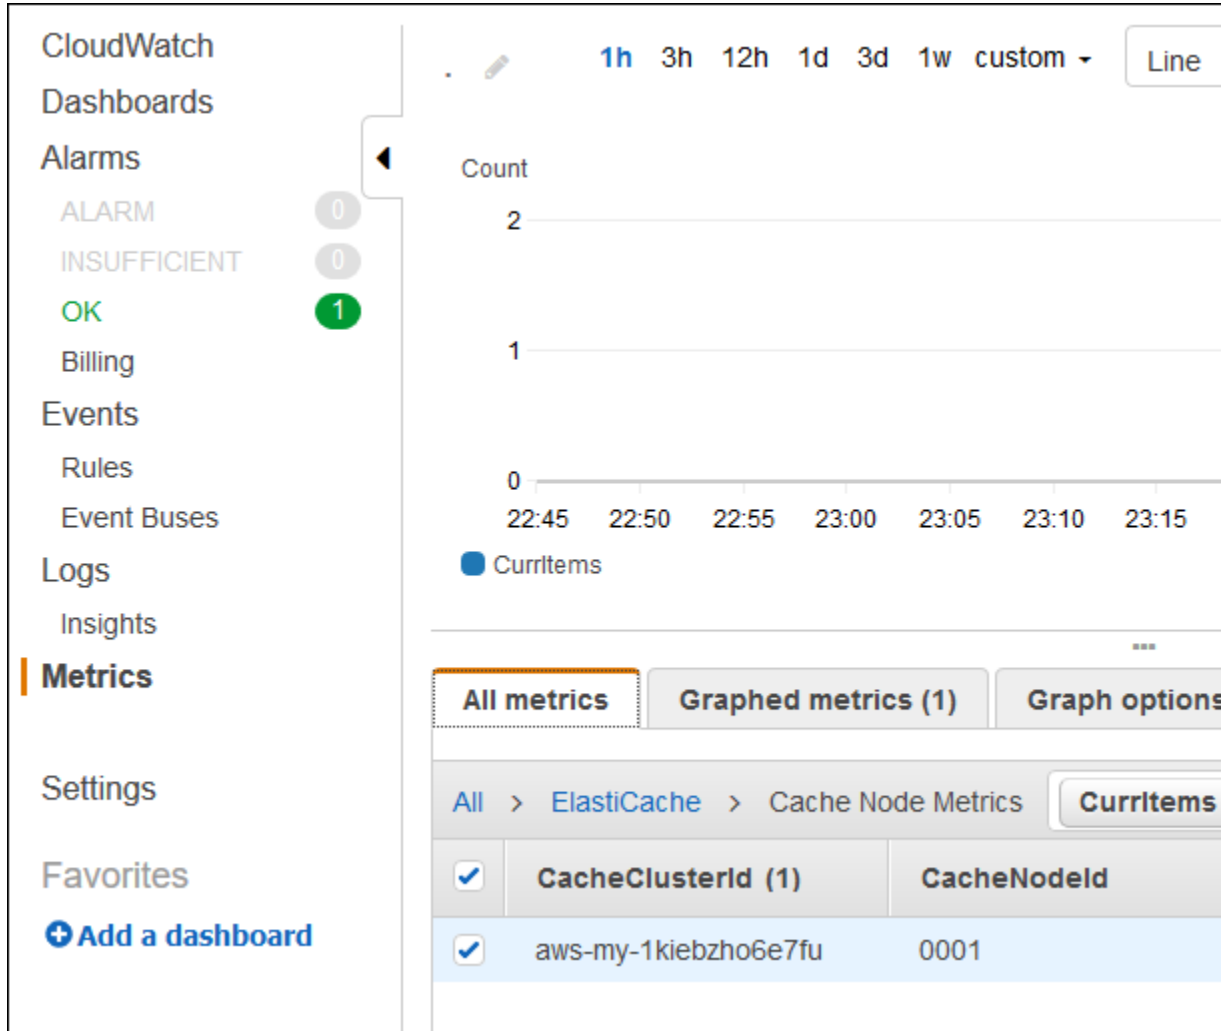 CloudWatch
Dashboards
Alarms
ALARM 0
INSUFFICIENT 0
OK 1
Billing
Events
Rules
Event Buses
Logs
Insights
Metrics
Settings
Favorites
Add a dashboard
. 1h 3h 12h 1d 3d 1w custom Line
Count
2
1
0
22:45 22:50 22:55 23:00 23:05 23:10 23:15
CurrItems
All metrics Graphed metrics (1) Graph options
All > ElastiCache > Cache Node Metrics CurrItems
CacheClusterId (1) CacheNodeId
aws-my-1kiebzho6e7fu 0001